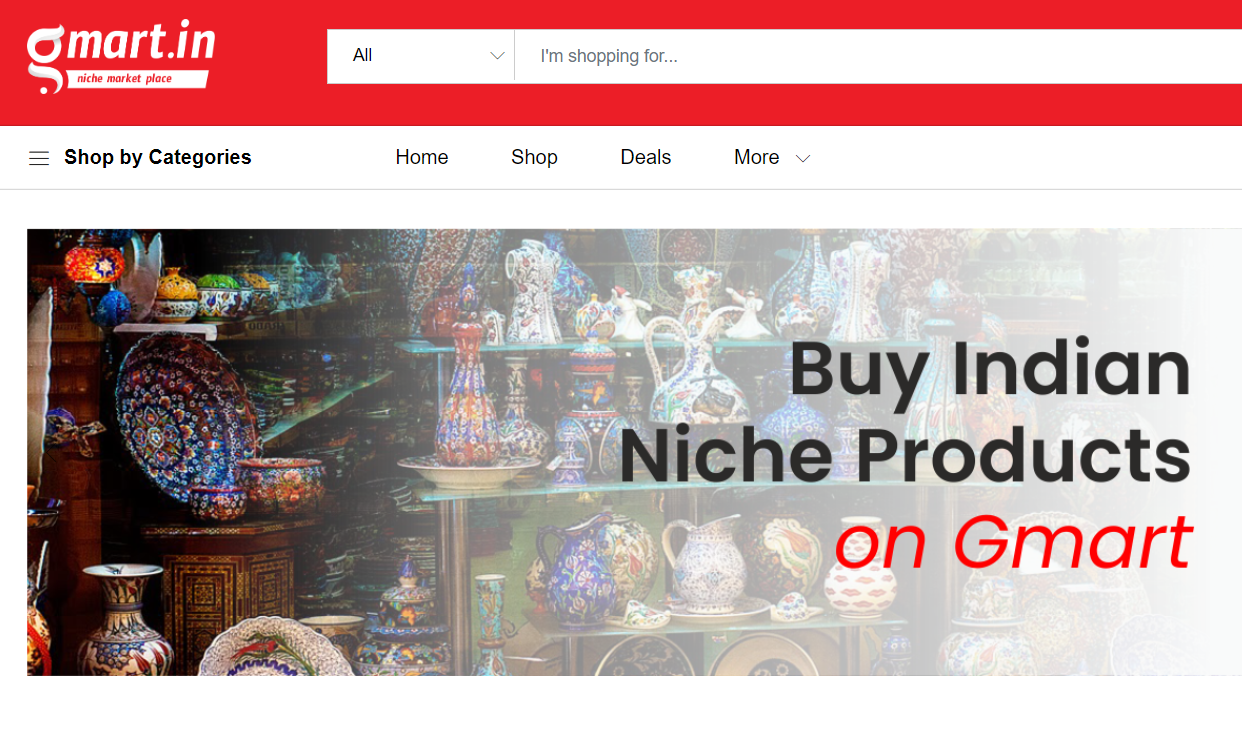 gmart.in
niche market place
All
I'm shopping for...
Shop by Categories
Home
Shop
Deals
More
Buy Indian
Niche Products
on Gmart